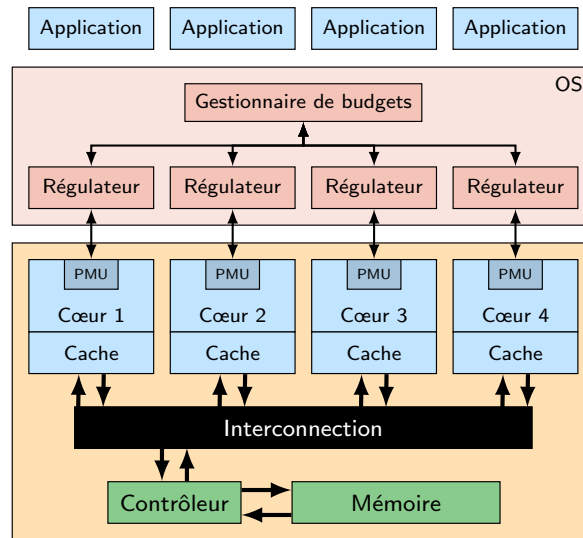 Application Application Application Application
OS
Gestionnaire de budgets
Régulateur Régulateur Régulateur Régulateur
PMU PMU PMU PMU
Cœur 1 Cœur 2 Cœur 3 Cœur 4
Cache Cache Cache Cache
Interconnection
Contrôleur Mémoire